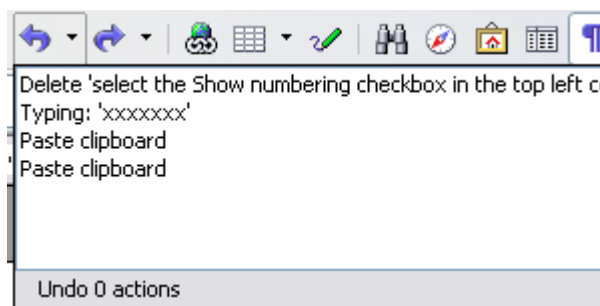 Delete 'select the Show numbering checkbox in the top left
Typing: 'xxxxxxx'
Paste clipboard
Paste clipboard
Undo 0 actions